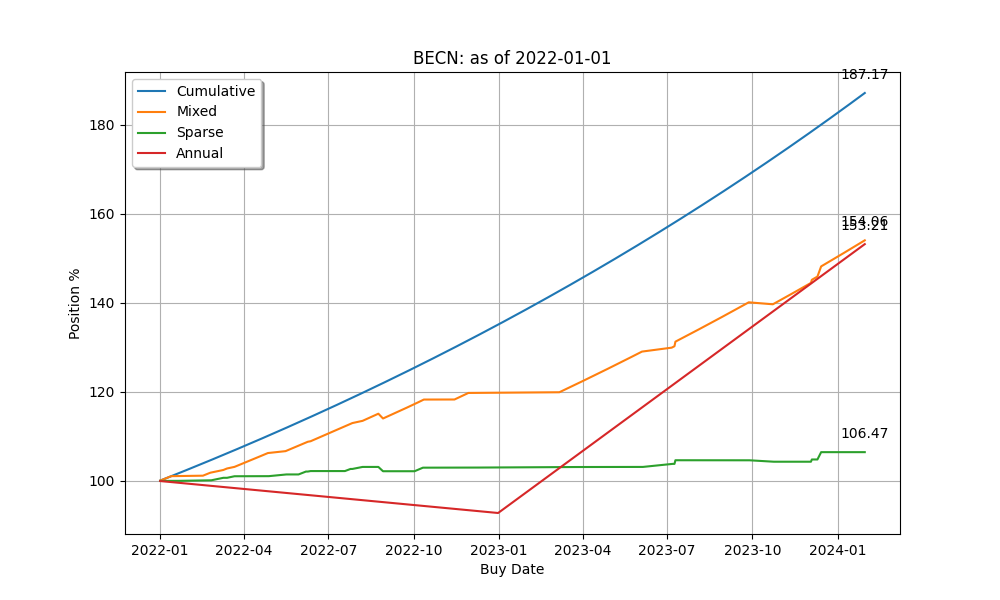 BECN: as of 2022-01-01
187.17
Cumulative
Mixed
Sparse
Annual
180
160
154.06
153.21
140
120
106.47
100
Position %
2022-01 2022-04 2022-07 2022-10 2023-01 2023-04 2023-07 2023-10 2024-01
Buy Date